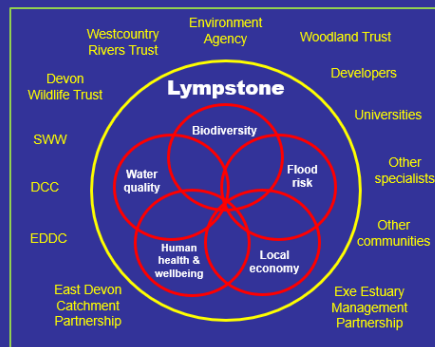 Environment
Agency
Westcountry
Rivers Trust
Woodland Trust
Devon
Wildlife Trust
Developers
Lympstone
Universities
SWW
Biodiversity
Water
quality
Flood
risk
Other
specialists
DCC
Other
communities
EDDC
Human
health &
wellbeing
Local
economy
East Devon
Catchment
Partnership
Exe Estuary
Management
Partnership